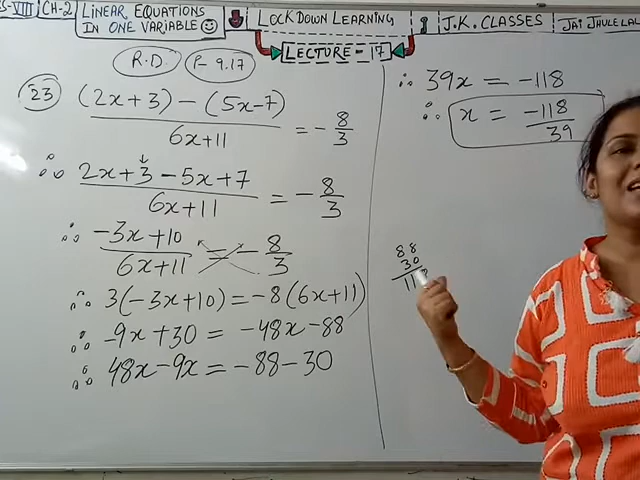 S-VIII CH-2 LINEAR EQUATIONS IN ONE VARIABLE ☺
LOCKDOWN LEARNING
LECTURE - 17
J.K. CLASSES
JAI JHULELAL
R.D. P-9.17
23 (2x+3)-(5x-7) / 6x+11 = -8/3
∴ 2x+3-5x+7 / 6x+11 = -8/3
∴ -3x+10 / 6x+11 = -8/3
∴ 3(-3x+10) = -8(6x+11)
∴ -9x+30 = -48x-88
∴ 48x-9x = -88-30
∴ 39x = -118
∴ x = -118/39
88
30